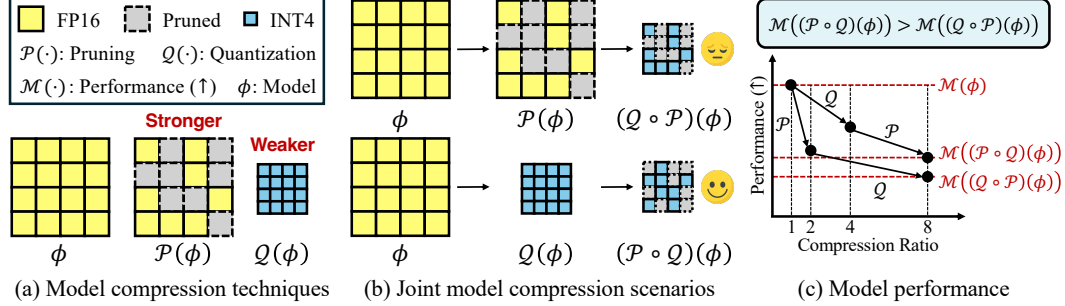 FP16 Pruned INT4
𝒫(·): Pruning 𝒬(·): Quantization
ℳ(·): Performance (↑) ϕ: Model
Stronger
Weaker
ϕ 𝒫(ϕ) 𝒬(ϕ)
(a) Model compression techniques
ϕ 𝒫(ϕ) (𝒬 ∘ 𝒫)(ϕ)
ϕ 𝒬(ϕ) (𝒫 ∘ 𝒬)(ϕ)
(b) Joint model compression scenarios
ℳ((𝒫 ∘ 𝒬)(ϕ)) > ℳ((𝒬 ∘ 𝒫)(ϕ))
Performance (↑)
ℳ(ϕ)
𝒬
𝒫
𝒫
ℳ((𝒫 ∘ 𝒬)(ϕ))
𝒬
ℳ((𝒬 ∘ 𝒫)(ϕ))
1 2 4 8
Compression Ratio
(c) Model performance